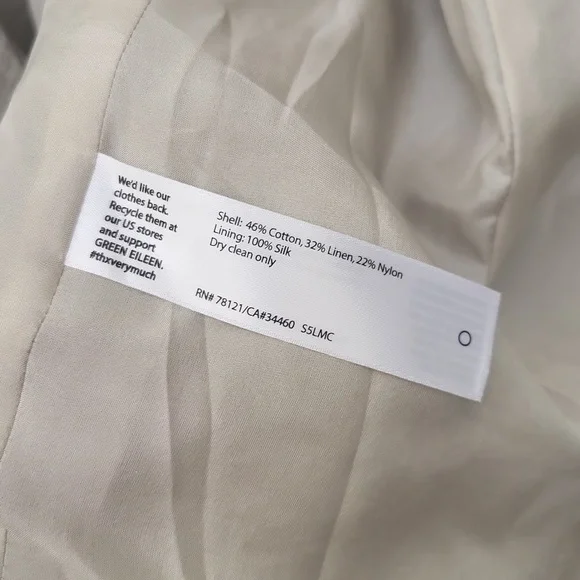 We'd like our
clothes back.
Recycle them at
our US stores
and support
GREEN EILEEN.
#thxverymuch
Shell: 46% Cotton, 32% Linen, 22% Nylon
Lining: 100% Silk
Dry clean only
RN# 78121/CA#34460 S5LMC